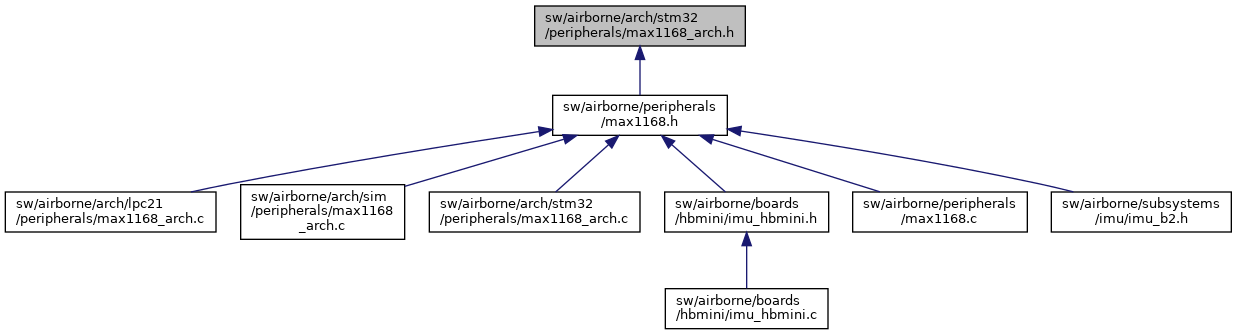 sw/airborne/arch/stm32
/peripherals/max1168_arch.h
sw/airborne/peripherals
/max1168.h
sw/airborne/arch/lpc21
/peripherals/max1168_arch.c
sw/airborne/arch/sim
/peripherals/max1168
_arch.c
sw/airborne/arch/stm32
/peripherals/max1168_arch.c
sw/airborne/boards
/hbmini/imu_hbmini.h
sw/airborne/peripherals
/max1168.c
sw/airborne/subsystems
/imu/imu_b2.h
sw/airborne/boards
/hbmini/imu_hbmini.c